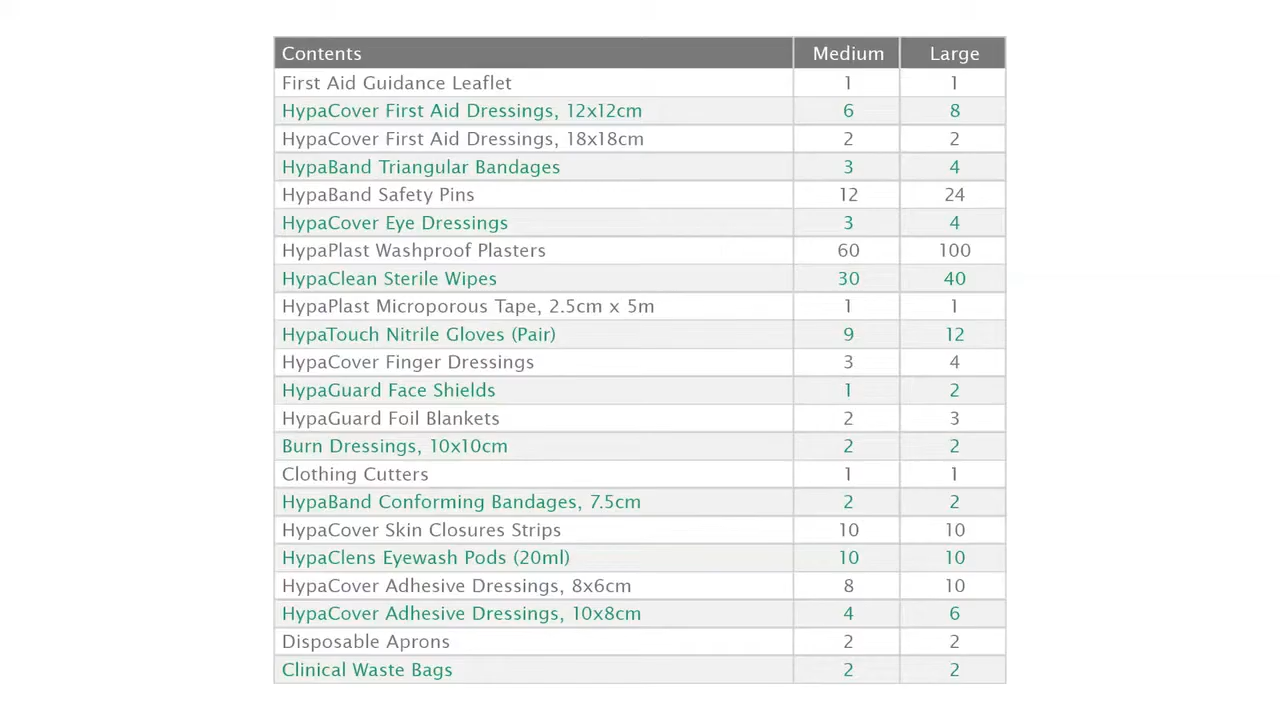 Contents Medium Large
First Aid Guidance Leaflet 1 1
HypaCover First Aid Dressings, 12x12cm 6 8
HypaCover First Aid Dressings, 18x18cm 2 2
HypaBand Triangular Bandages 3 4
HypaBand Safety Pins 12 24
HypaCover Eye Dressings 3 4
HypaPlast Washproof Plasters 60 100
HypaClean Sterile Wipes 30 40
HypaPlast Microporous Tape, 2.5cm x 5m 1 1
HypaTouch Nitrile Gloves (Pair) 9 12
HypaCover Finger Dressings 3 4
HypaGuard Face Shields 1 2
HypaGuard Foil Blankets 2 3
Burn Dressings, 10x10cm 2 2
Clothing Cutters 1 1
HypaBand Conforming Bandages, 7.5cm 2 2
HypaCover Skin Closures Strips 10 10
HypaClens Eyewash Pods (20ml) 10 10
HypaCover Adhesive Dressings, 8x6cm 8 10
HypaCover Adhesive Dressings, 10x8cm 4 6
Disposable Aprons 2 2
Clinical Waste Bags 2 2